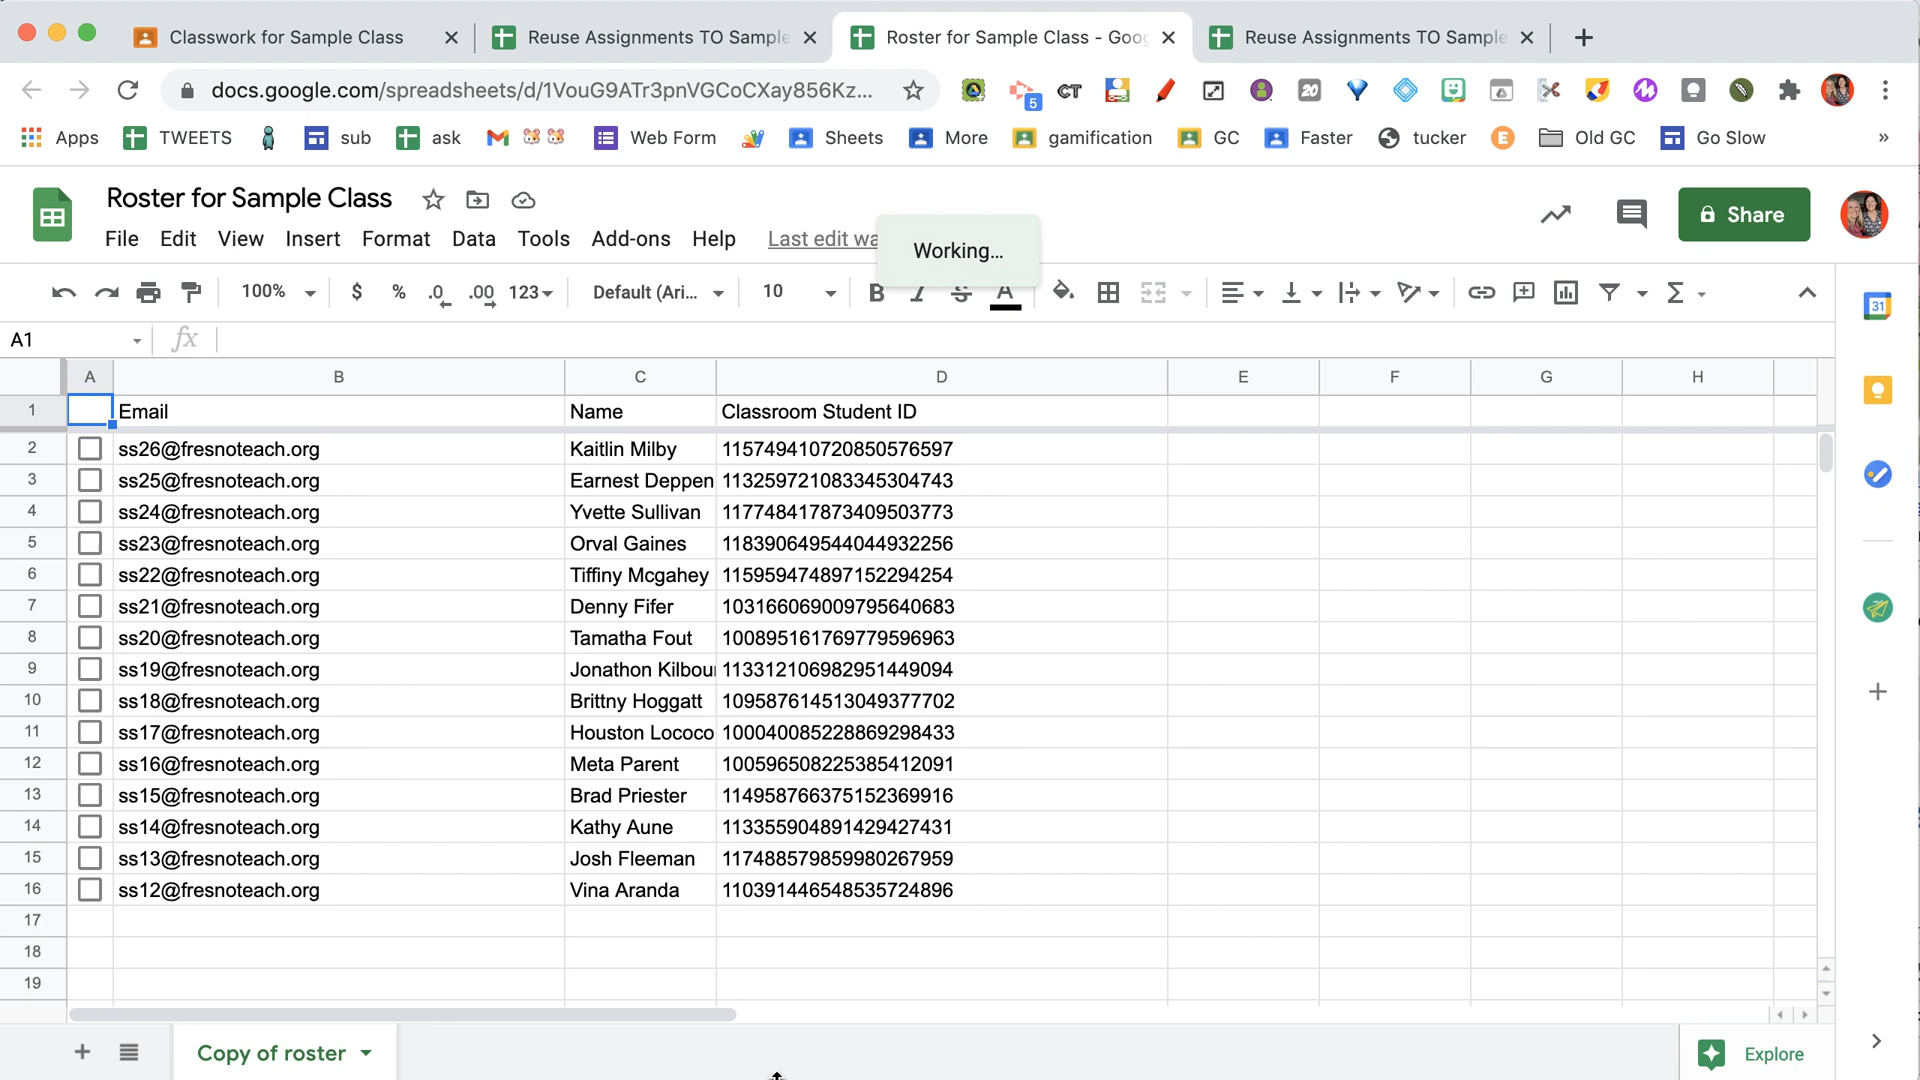 Classwork for Sample Class
Reuse Assignments TO Sample
Roster for Sample Class - Goo
Reuse Assignments TO Sample
docs.google.com/spreadsheets/d/1VouG9ATr3pnVGCoCXay856Kz...
5
CT
20
Apps
TWEETS
sub
ask
Web Form
Sheets
More
gamification
GC
Faster
tucker
E
Old GC
Go Slow
»
Roster for Sample Class
Share
File Edit View Insert Format Data Tools Add-ons Help Last edit wa
Working...
100% $ % .0 .00 123 Default (Ari... 10 B I S A Σ
31
A1 fx
A B C D E F G H
1 Email Name Classroom Student ID
2 ss26@fresnoteach.org Kaitlin Milby 115749410720850576597
3 ss25@fresnoteach.org Earnest Deppen 113259721083345304743
4 ss24@fresnoteach.org Yvette Sullivan 117748417873409503773
5 ss23@fresnoteach.org Orval Gaines 118390649544044932256
6 ss22@fresnoteach.org Tiffiny Mcgahey 115959474897152294254
7 ss21@fresnoteach.org Denny Fifer 103166069009795640683
8 ss20@fresnoteach.org Tamatha Fout 100895161769779596963
9 ss19@fresnoteach.org Jonathon Kilbou 113312106982951449094
10 ss18@fresnoteach.org Brittny Hoggatt 109587614513049377702
11 ss17@fresnoteach.org Houston Lococo 100040085228869298433
12 ss16@fresnoteach.org Meta Parent 100596508225385412091
13 ss15@fresnoteach.org Brad Priester 114958766375152369916
14 ss14@fresnoteach.org Kathy Aune 113355904891429427431
15 ss13@fresnoteach.org Josh Fleeman 117488579859980267959
16 ss12@fresnoteach.org Vina Aranda 110391446548535724896
17
18
19
Copy of roster
Explore